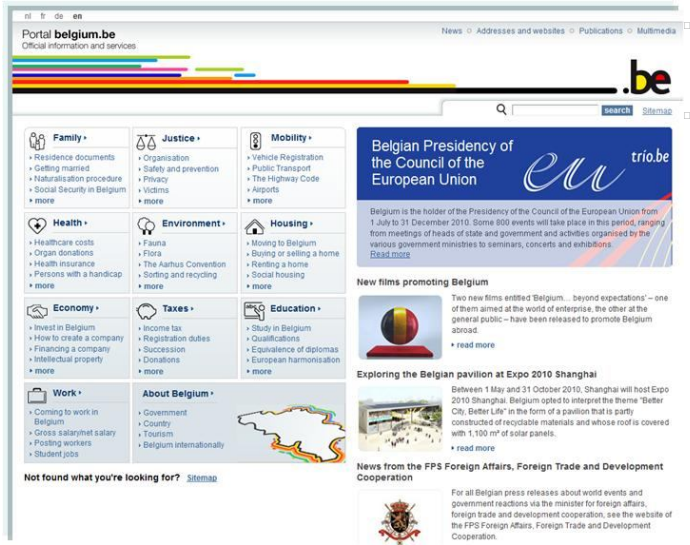 nl fr de en
Portal belgium.be
Official information and services
News Addresses and websites Publications Multimedia
.be
search Sitemap
Family
Residence documents
Getting married
Naturalisation procedure
Social Security in Belgium
more
Justice
Organisation
Safety and prevention
Privacy
Victims
more
Mobility
Vehicle Registration
Public Transport
The Highway Code
Airports
more
Health
Healthcare costs
Organ donations
Health insurance
Persons with a handicap
more
Environment
Fauna
Flora
The Aarhus Convention
Sorting and recycling
more
Housing
Moving to Belgium
Buying or selling a home
Renting a home
Social housing
more
Economy
Invest in Belgium
How to create a company
Financing a company
Intellectual property
more
Taxes
Income tax
Registration duties
Succession
Donations
more
Education
Study in Belgium
Qualifications
Equivalence of diplomas
European harmonisation
more
Work
Coming to work in
Belgium
Gross salary/net salary
Posting workers
Student jobs
About Belgium
Government
Country
Tourism
Belgium internationally
Not found what you're looking for? Sitemap
Belgian Presidency of
the Council of the
European Union
eu trio.be
Belgium is the holder of the Presidency of the Council of the European Union from
1 July to 31 December 2010. Some 800 events will take place in this period, ranging
from meetings of heads of state and government and activities organised by the
various government ministries to seminars, concerts and exhibitions.
Read more
New films promoting Belgium
Two new films entitled 'Belgium... beyond expectations' – one
of them aimed at the world of enterprise, the other at the
general public – have been released to promote Belgium
abroad.
read more
Exploring the Belgian pavilion at Expo 2010 Shanghai
Between 1 May and 31 October 2010, Shanghai will host Expo
2010 Shanghai. Belgium opted to interpret the theme "Better
City, Better Life" in the form of a pavilion that is partly
constructed of recyclable materials and whose roof is covered
with 1,100 m² of solar panels.
read more
News from the FPS Foreign Affairs, Foreign Trade and Development
Cooperation
For all Belgian press releases about world events and
government reactions via the minister for foreign affairs,
foreign trade and development cooperation, see the website of
the FPS Foreign Affairs, Foreign Trade and Development
Cooperation.